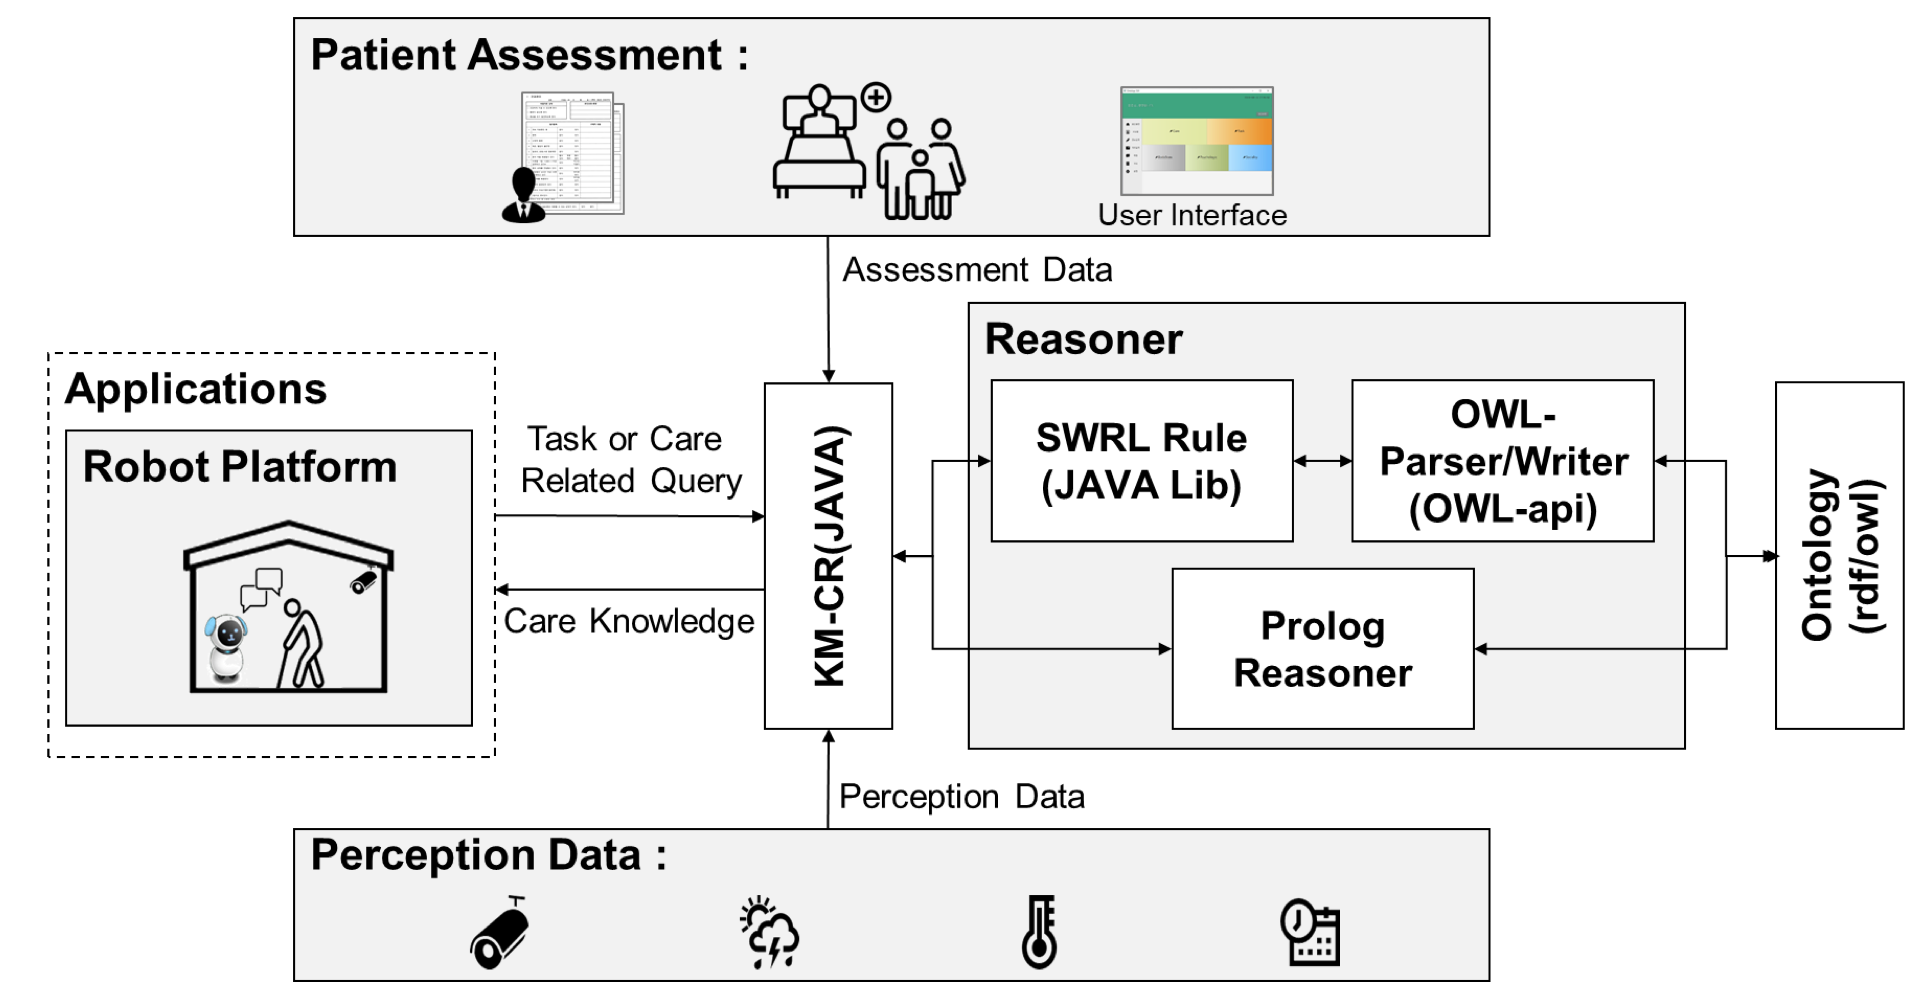 Patient Assessment :
User Interface
Assessment Data
Reasoner
Applications
Robot Platform
Task or Care
Related Query
Care Knowledge
KM-CR(JAVA)
SWRL Rule
(JAVA Lib)
OWL-
Parser/Writer
(OWL-api)
Prolog
Reasoner
Ontology
(rdf/owl)
Perception Data
Perception Data :